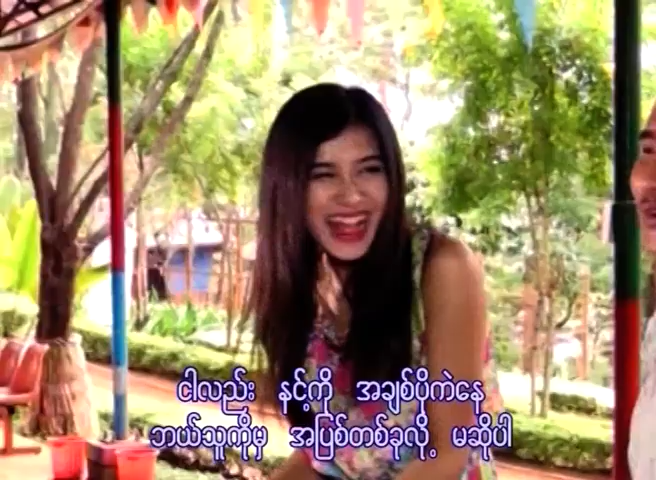 ငါလည်း နင့်ကို အချစ်ပိုကဲနေ
ဘယ်သူကိုမှ အပြစ်တစ်ခုလို့ မဆိုပါ